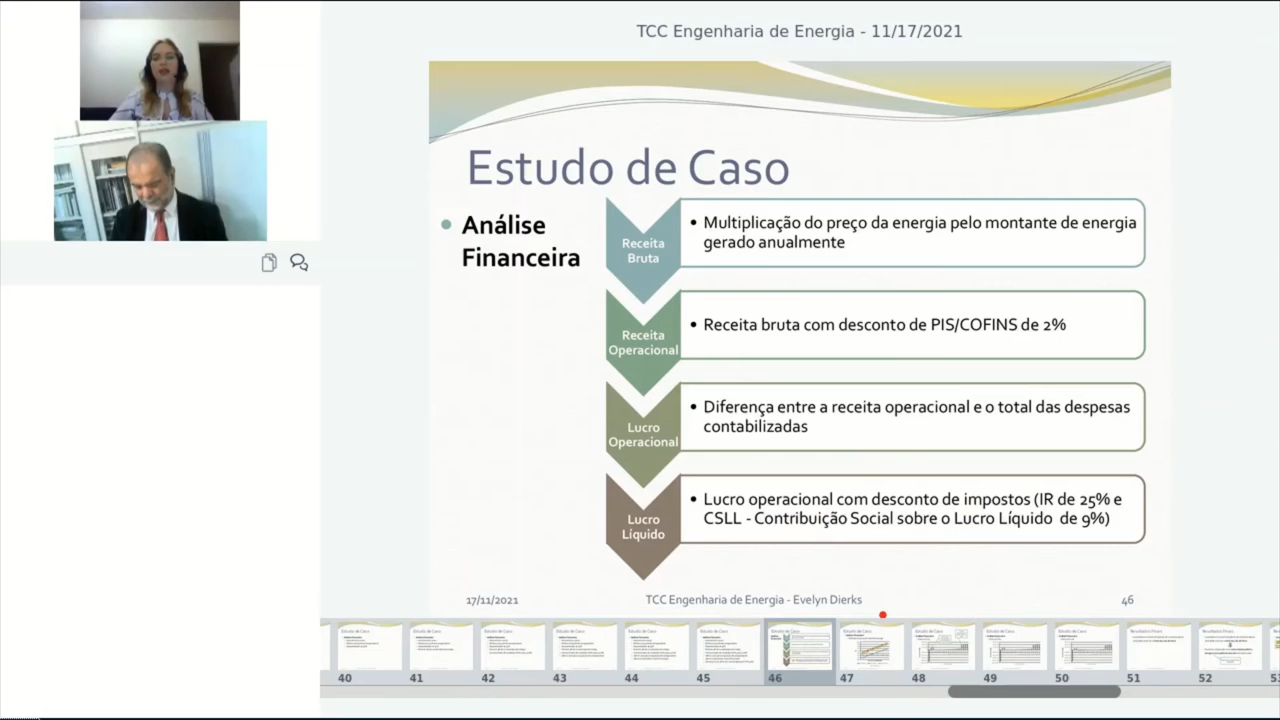 TCC Engenharia de Energia - 11/17/2021
Estudo de Caso
• Análise
Financeira
Receita
Bruta
• Multiplicação do preço da energia pelo montante de energia
gerado anualmente
Receita
Operacional
• Receita bruta com desconto de PIS/COFINS de 2%
Lucro
Operacional
• Diferença entre a receita operacional e o total das despesas
contabilizadas
Lucro
Líquido
• Lucro operacional com desconto de impostos (IR de 25% e
CSLL - Contribuição Social sobre o Lucro Líquido de 9%)
17/11/2021
TCC Engenharia de Energia - Evelyn Dierks
46
40
41
42
43
44
45
46
47
48
49
50
51
52